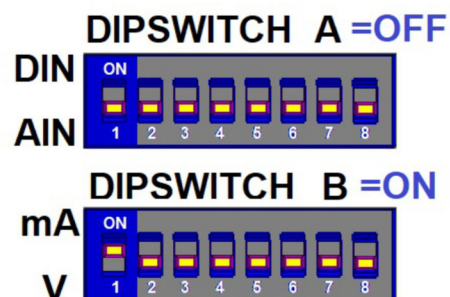 DIPSWITCH A =OFF
DIN
ON
AIN
1 2 3 4 5 6 7 8
DIPSWITCH B =ON
mA
ON
V
1 2 3 4 5 6 7 8